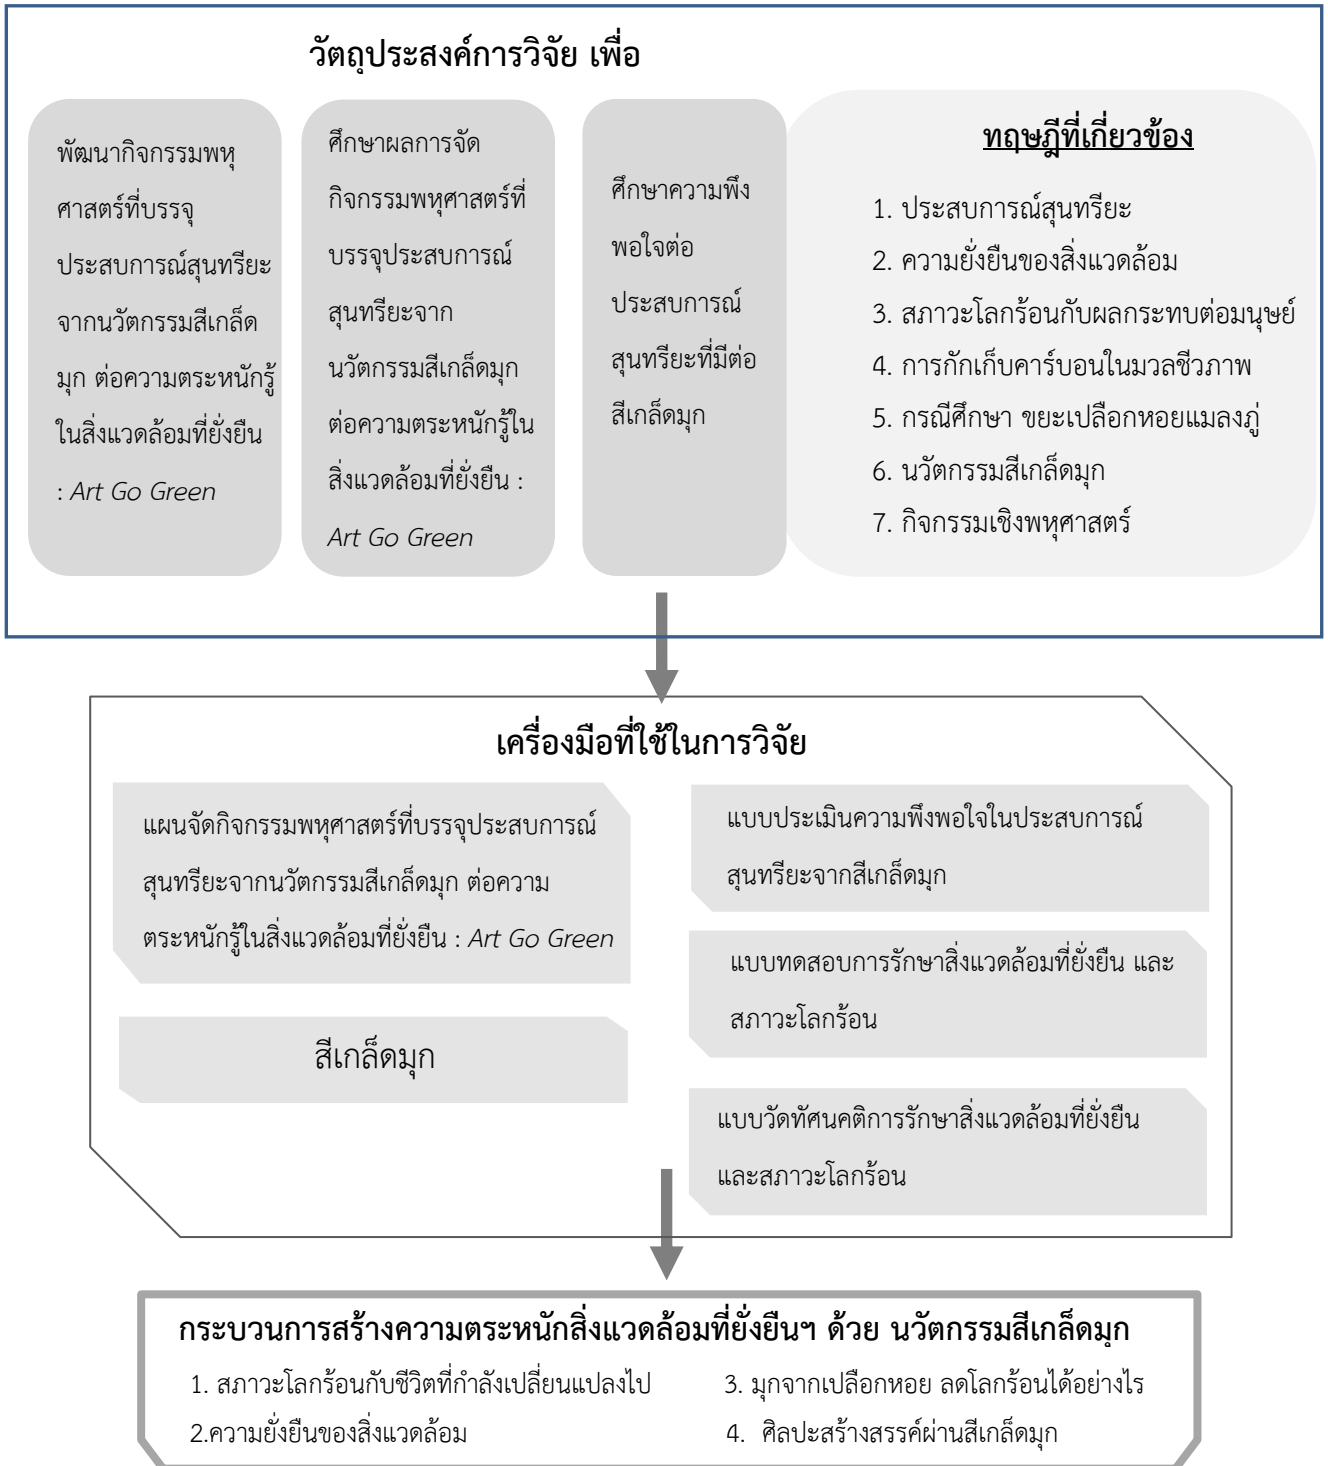 วัตถุประสงค์การวิจัย เพื่อ
พัฒนากิจกรรมพหุ
ศาสตร์ที่บรรจุ
ประสบการณ์สุนทรียะ
จากนวัตกรรมสีเกล็ด
มุก ต่อความตระหนักรู้
ในสิ่งแวดล้อมที่ยั่งยืน
: Art Go Green
ศึกษาผลการจัด
กิจกรรมพหุศาสตร์ที่
บรรจุประสบการณ์
สุนทรียะจาก
นวัตกรรมสีเกล็ดมุก
ต่อความตระหนักรู้ใน
สิ่งแวดล้อมที่ยั่งยืน :
Art Go Green
ศึกษาความพึง
พอใจต่อ
ประสบการณ์
สุนทรียะที่มีต่อ
สีเกล็ดมุก
ทฤษฎีที่เกี่ยวข้อง
1. ประสบการณ์สุนทรียะ
2. ความยั่งยืนของสิ่งแวดล้อม
3. สภาวะโลกร้อนกับผลกระทบต่อมนุษย์
4. การกักเก็บคาร์บอนในมวลชีวภาพ
5. กรณีศึกษา ขยะเปลือกหอยแมลงภู่
6. นวัตกรรมสีเกล็ดมุก
7. กิจกรรมเชิงพหุศาสตร์
เครื่องมือที่ใช้ในการวิจัย
แผนจัดกิจกรรมพหุศาสตร์ที่บรรจุประสบการณ์
สุนทรียะจากนวัตกรรมสีเกล็ดมุก ต่อความ
ตระหนักรู้ในสิ่งแวดล้อมที่ยั่งยืน : Art Go Green
สีเกล็ดมุก
แบบประเมินความพึงพอใจในประสบการณ์
สุนทรียะจากสีเกล็ดมุก
แบบทดสอบการรักษาสิ่งแวดล้อมที่ยั่งยืน และ
สภาวะโลกร้อน
แบบวัดทัศนคติการรักษาสิ่งแวดล้อมที่ยั่งยืน
และสภาวะโลกร้อน
กระบวนการสร้างความตระหนักสิ่งแวดล้อมที่ยั่งยืนฯ ด้วย นวัตกรรมสีเกล็ดมุก
1. สภาวะโลกร้อนกับชีวิตที่กำลังเปลี่ยนแปลงไป
2.ความยั่งยืนของสิ่งแวดล้อม
3. มุกจากเปลือกหอย ลดโลกร้อนได้อย่างไร
4. ศิลปะสร้างสรรค์ผ่านสีเกล็ดมุก